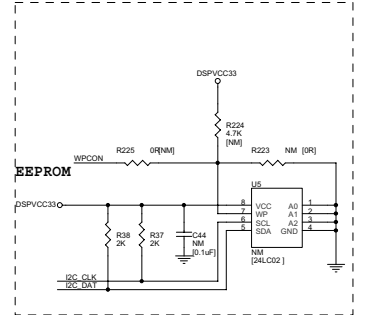 DSPVCC33
R224
4.7K
[NM]
R225 0R[NM]
R223 NM [0R]
WPCON
EEPROM
U5
DSPVCC33
8 VCC A0 1
7 WP A1 2
6 SCL A2 3
5 SDA GND 4
R38
2K
R37
2K
C44
NM
[0.1uF]
NM
[24LC02 ]
I2C_CLK
I2C_DAT